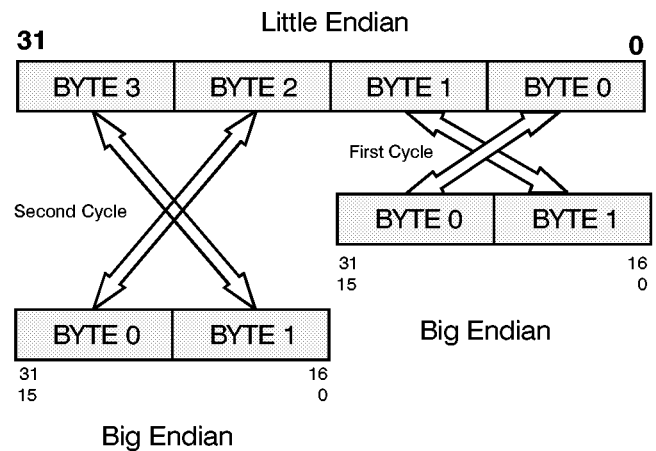 Little Endian
31 0
BYTE 3 BYTE 2 BYTE 1 BYTE 0
First Cycle
Second Cycle
BYTE 0 BYTE 1
31 16
15 0
Big Endian
BYTE 0 BYTE 1
31 16
15 0
Big Endian